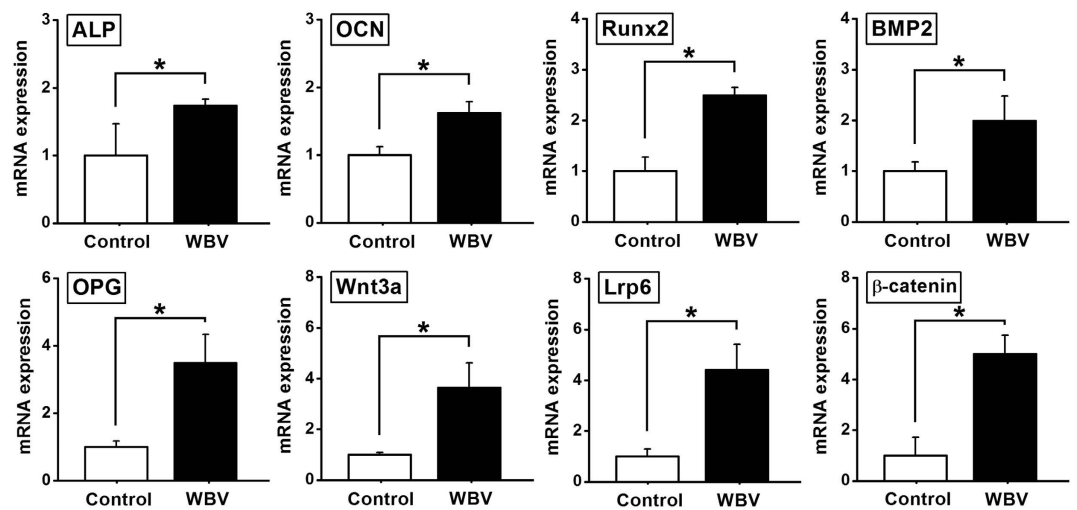 ALP
mRNA expression
3
2
1
0
*
Control WBV
OCN
mRNA expression
3
2
1
0
*
Control WBV
Runx2
mRNA expression
4
3
2
1
0
*
Control WBV
BMP2
mRNA expression
4
3
2
1
0
*
Control WBV
OPG
mRNA expression
6
4
2
0
*
Control WBV
Wnt3a
mRNA expression
8
6
4
2
0
*
Control WBV
Lrp6
mRNA expression
8
6
4
2
0
*
Control WBV
β-catenin
mRNA expression
8
6
4
2
0
*
Control WBV